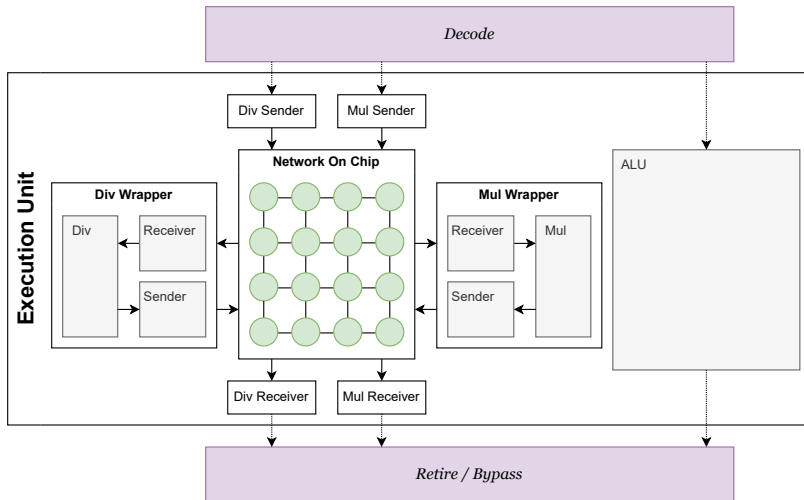 Decode
Execution Unit
Div Sender
Mul Sender
Network On Chip
Div Wrapper
Div
Receiver
Sender
Mul Wrapper
Receiver
Mul
Sender
ALU
Div Receiver
Mul Receiver
Retire / Bypass